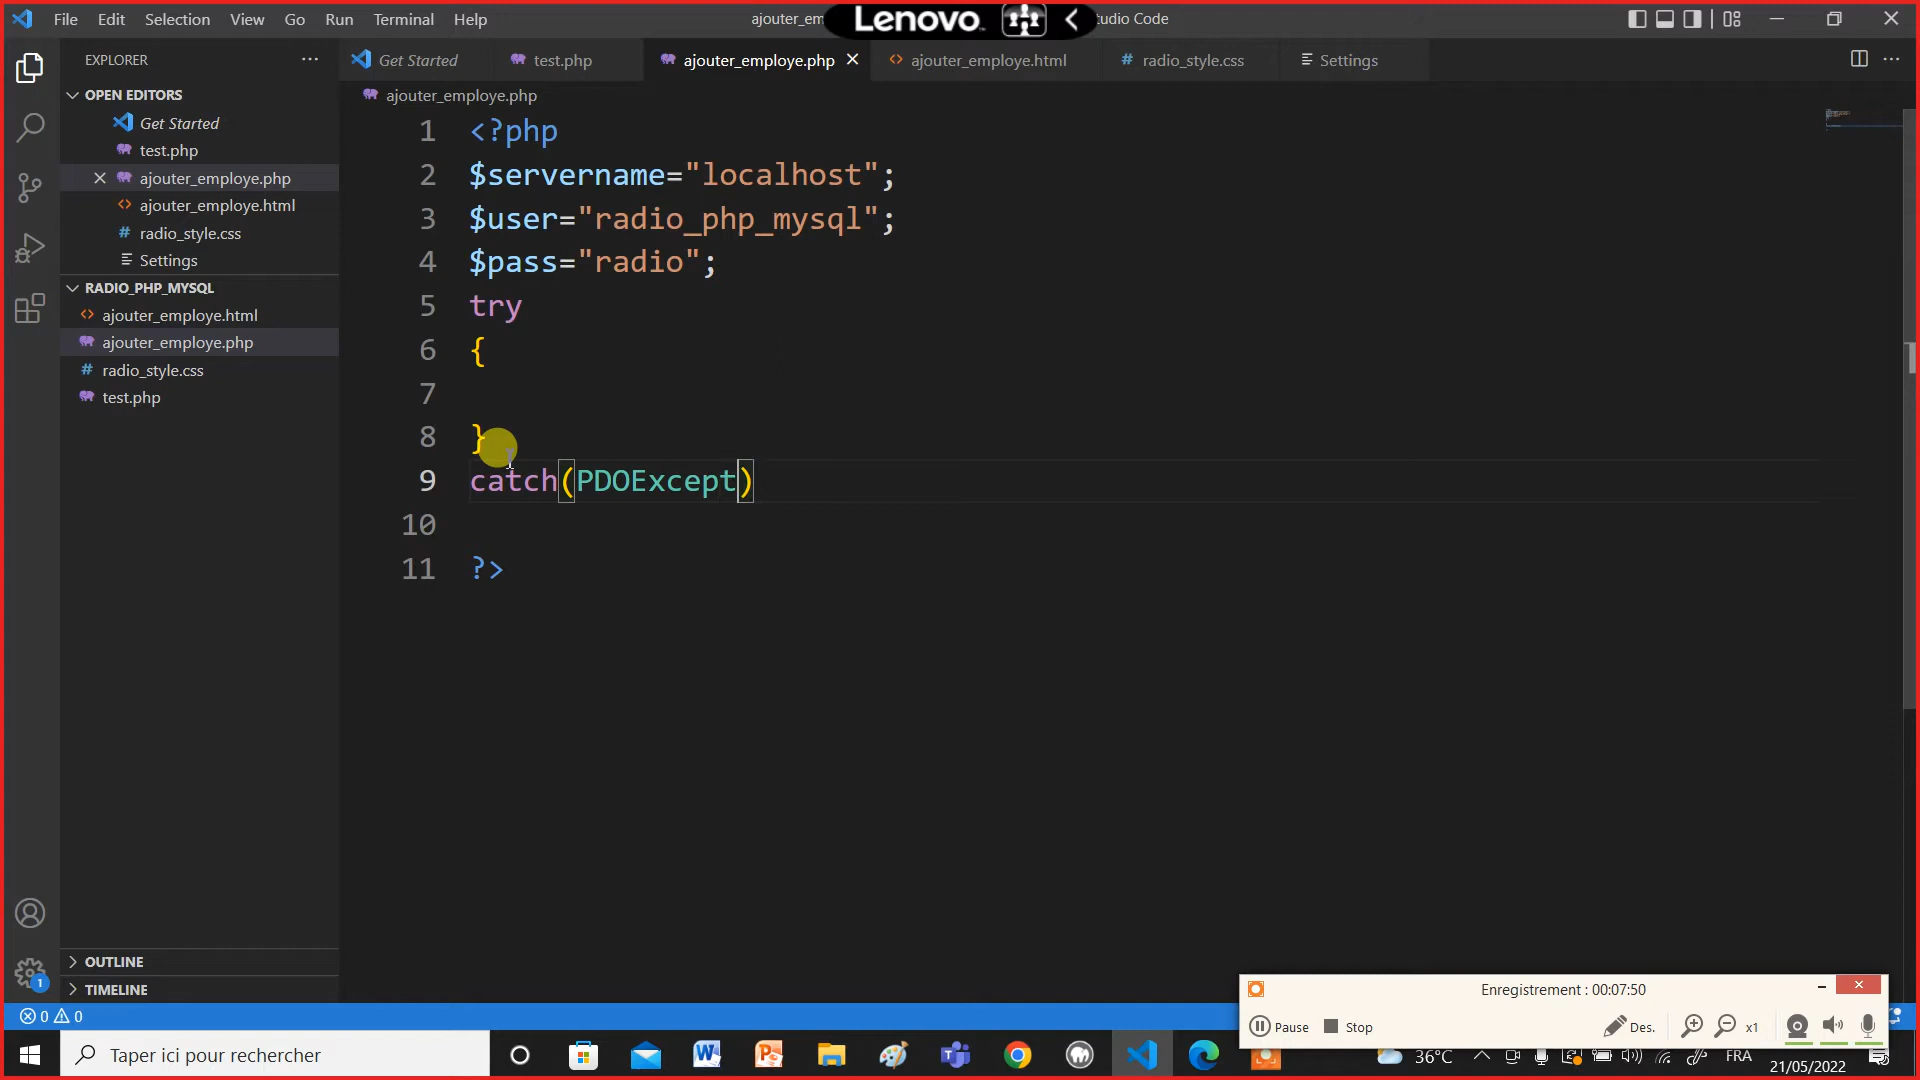 File Edit Selection View Go Run Terminal Help
ajouter_em
Lenovo
tudio Code
EXPLORER
OPEN EDITORS
Get Started
test.php
ajouter_employe.php
ajouter_employe.html
radio_style.css
Settings
RADIO_PHP_MYSQL
ajouter_employe.html
ajouter_employe.php
radio_style.css
test.php
OUTLINE
TIMELINE
Get Started test.php ajouter_employe.php ajouter_employe.html radio_style.css Settings
ajouter_employe.php
1 <?php
2 $servername="localhost";
3 $user="radio_php_mysql";
4 $pass="radio";
5 try
6 {
7
8 }
9 catch(PDOExcept)
10
11 ?>
1
0 0
Enregistrement : 00:07:50
Pause Stop Des. x1
Taper ici pour rechercher
36°C FRA
21/05/2022